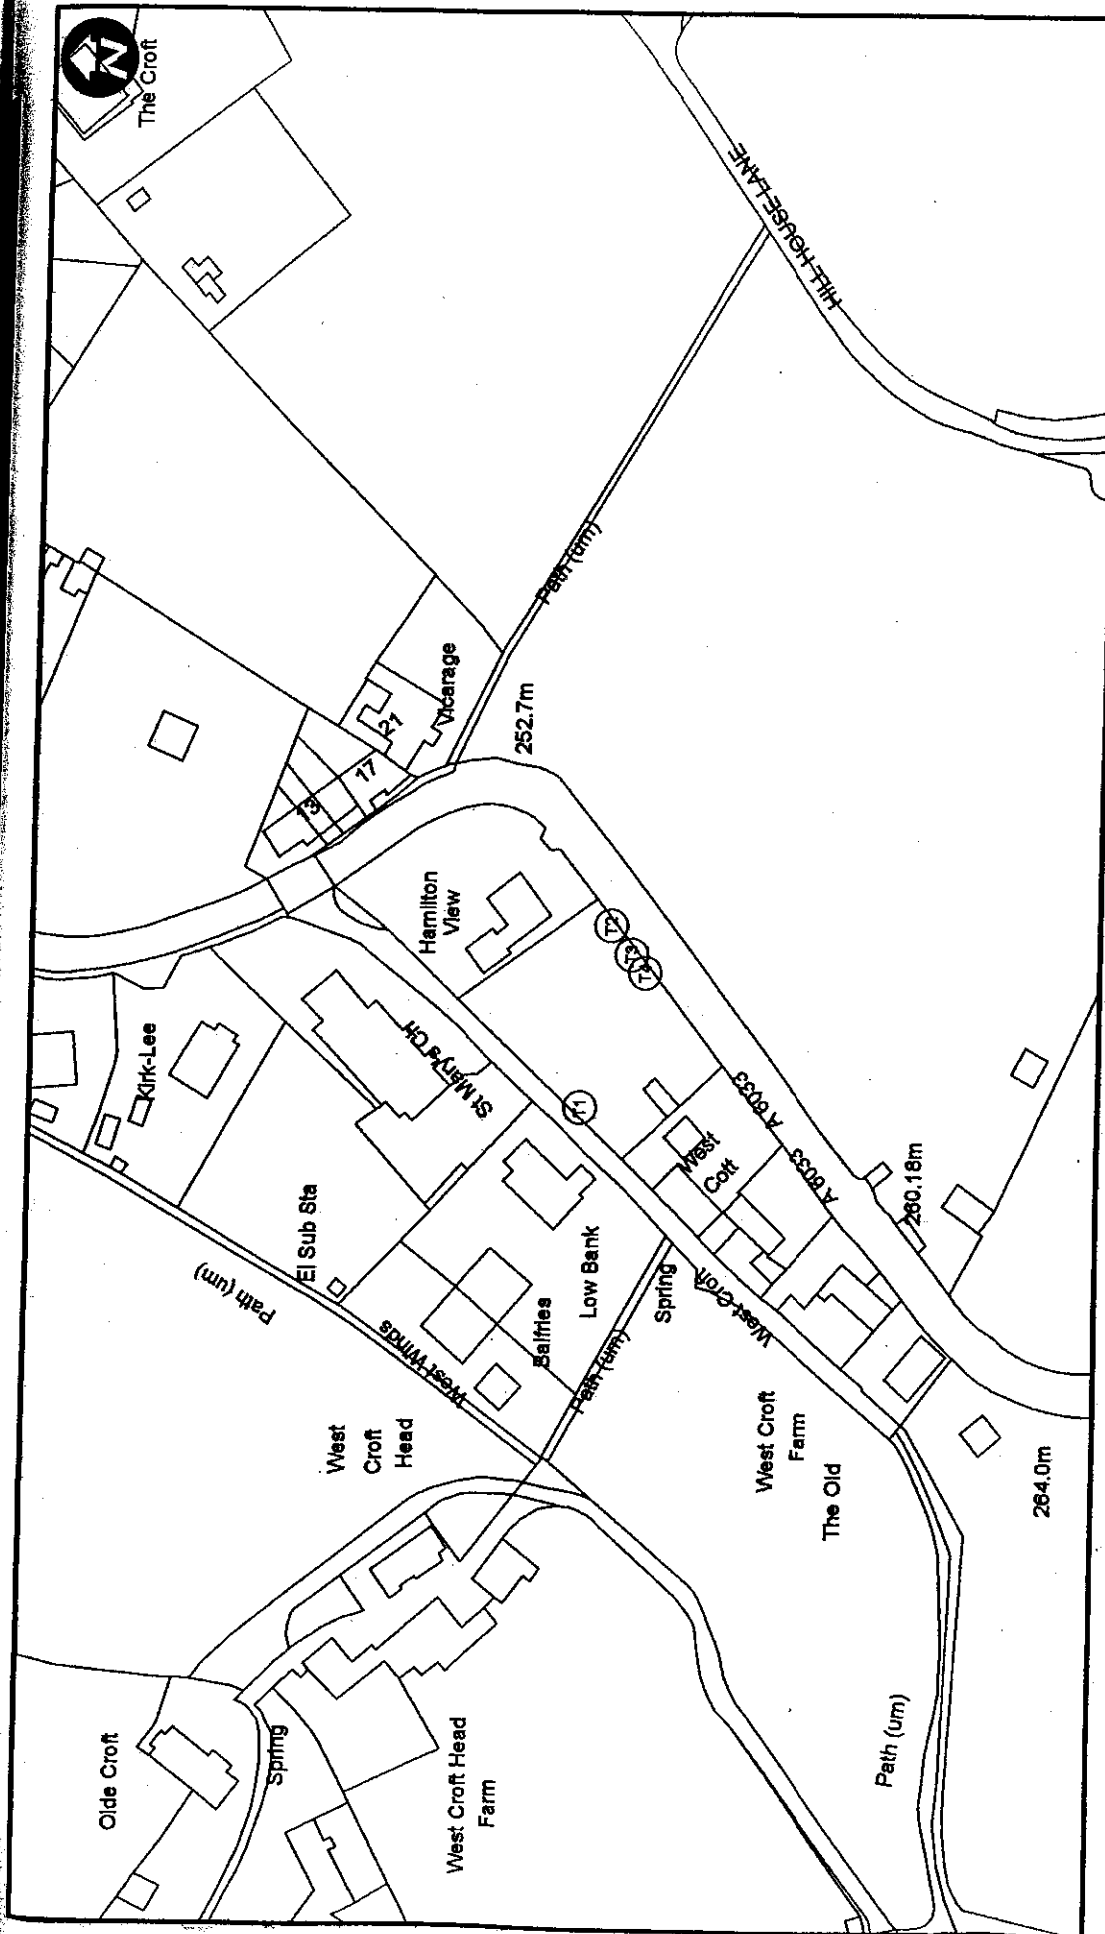 N
The Croft
HILL HOUSE LANE
Path (um)
Vicarage
21
17
13
252.7m
Hamilton
View
T2
T3
T4
T1
Kirk-Lee
St Mary's CH
A 6033
A 6033
West
Cott
260.18m
El Sub Sta
Path (um)
Low Bank
Spring
West Croft
Balfries
West Winds
Path (um)
West
Croft
Head
West Croft
Farm
The Old
264.0m
Olde Croft
Spring
West Croft Head
Farm
Path (um)